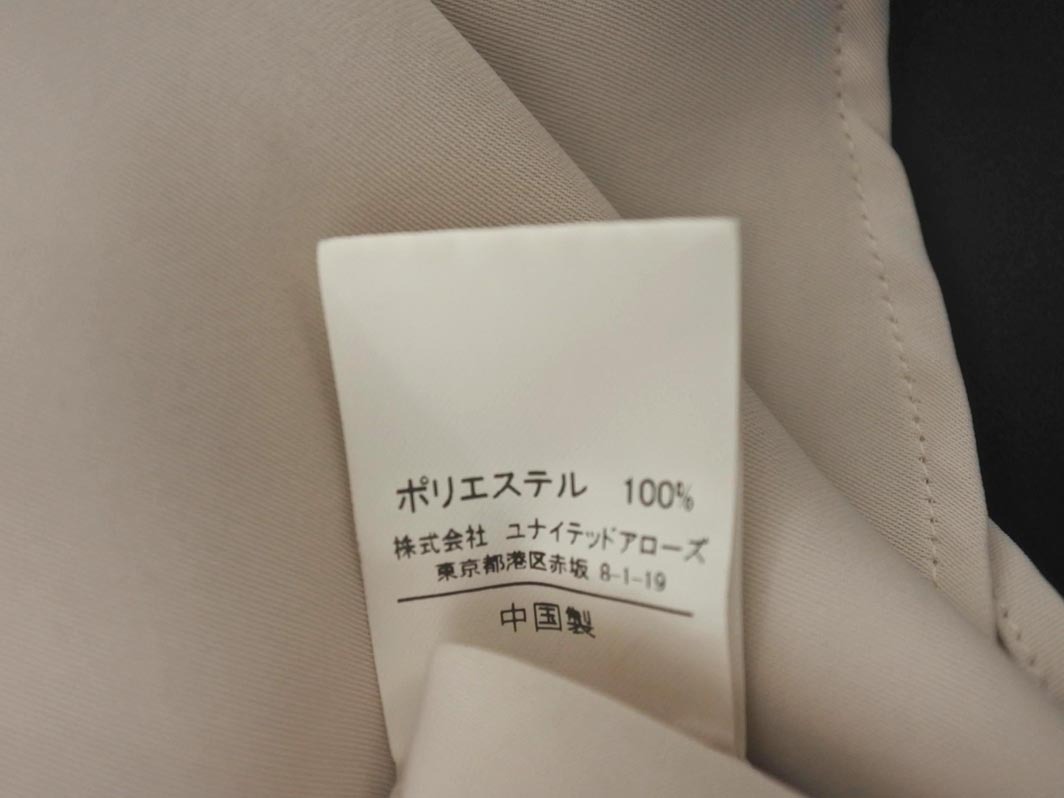 ポリエステル 100%
株式会社 ユナイテッドアローズ
東京都港区赤坂 8-1-19
中国製